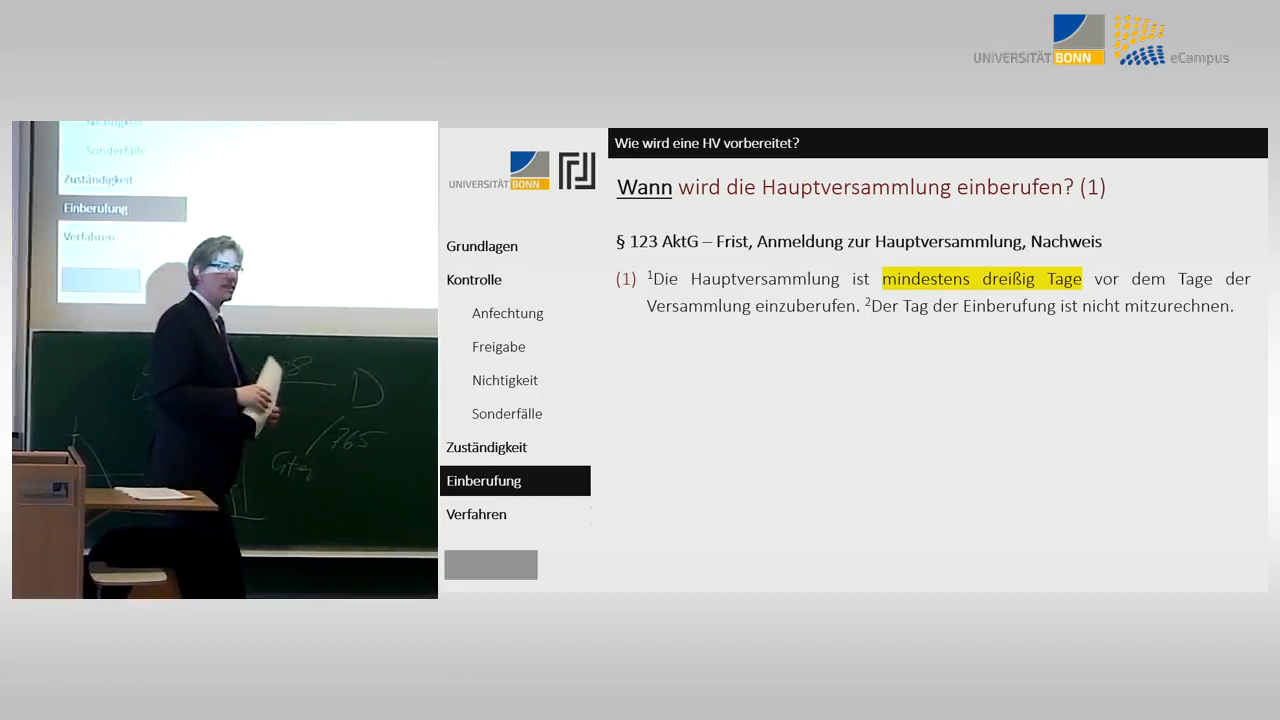 UNIVERSITÄT BONN
eCampus
Sonderfälle
Zuständigkeit
Einberufung
Verfahren
D
765
UNIVERSITÄT BONN
Grundlagen
Kontrolle
Anfechtung
Freigabe
Nichtigkeit
Sonderfälle
Zuständigkeit
Einberufung
Verfahren
Wie wird eine HV vorbereitet?
Wann wird die Hauptversammlung einberufen? (1)
§ 123 AktG – Frist, Anmeldung zur Hauptversammlung, Nachweis
(1) ¹Die Hauptversammlung ist mindestens dreißig Tage vor dem Tage der
Versammlung einzuberufen. ²Der Tag der Einberufung ist nicht mitzurechnen.